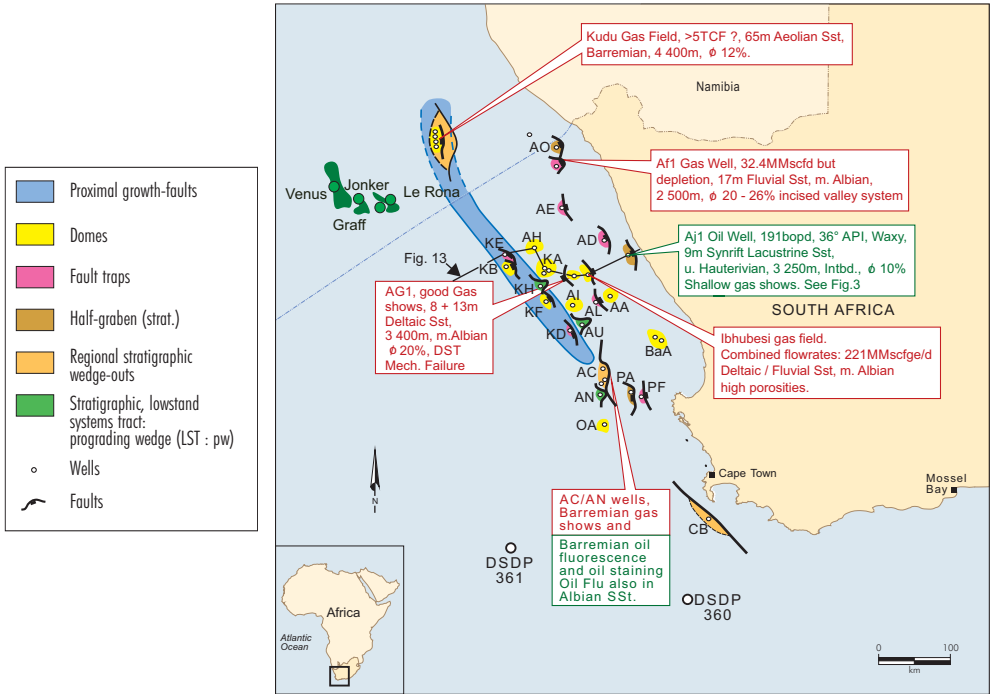 Proximal growth-faults
Domes
Fault traps
Half-graben (strat.)
Regional stratigraphic
wedge-outs
Stratigraphic, lowstand
systems tract:
prograding wedge (LST : pw)
Wells
Faults
Kudu Gas Field, >5TCF ?, 65m Aeolian Sst,
Barremian, 4 400m, ϕ 12%.
Namibia
AO
Af1 Gas Well, 32.4MMscfd but
depletion, 17m Fluvial Sst, m. Albian,
2 500m, ϕ 20 - 26% incised valley system
Venus
Jonker
Le Rona
Graff
AE
AD
Aj1 Oil Well, 191bopd, 36° API, Waxy,
9m Synrift Lacustrine Sst,
u. Hauterivian, 3 250m, Intbd., ϕ 10%
Shallow gas shows. See Fig.3
KE
AH
Fig. 13
KB
KA
AG1, good Gas
shows, 8 + 13m
Deltaic Sst,
3 400m, m.Albian
ϕ 20%, DST
Mech. Failure
KH
KF
AI
AL
AA
SOUTH AFRICA
KD
AU
BaA
Ibhubesi gas field.
Combined flowrates: 221MMscfge/d
Deltaic / Fluvial Sst, m. Albian
high porosities.
AC
PA
PF
AN
OA
N
Cape Town
Mossel
Bay
AC/AN wells,
Barremian gas
shows and
Barremian oil
fluorescence
and oil staining
Oil Flu also in
Albian SSt.
CB
DSDP
361
DSDP
360
Africa
Atlantic
Ocean
0 100
km